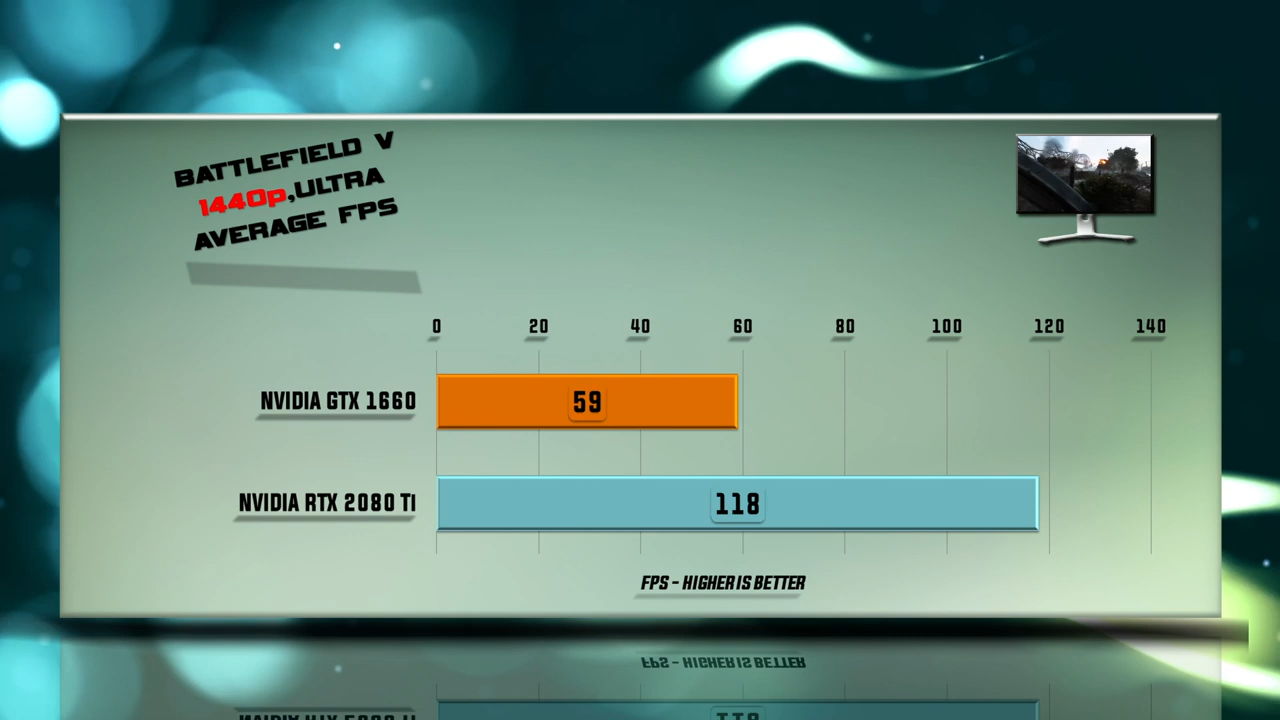 BATTLEFIELD V
1440p,ULTRA
AVERAGE FPS
0 20 40 60 80 100 120 140
NVIDIA GTX 1660 59
NVIDIA RTX 2080 Ti 118
FPS - HIGHER IS BETTER